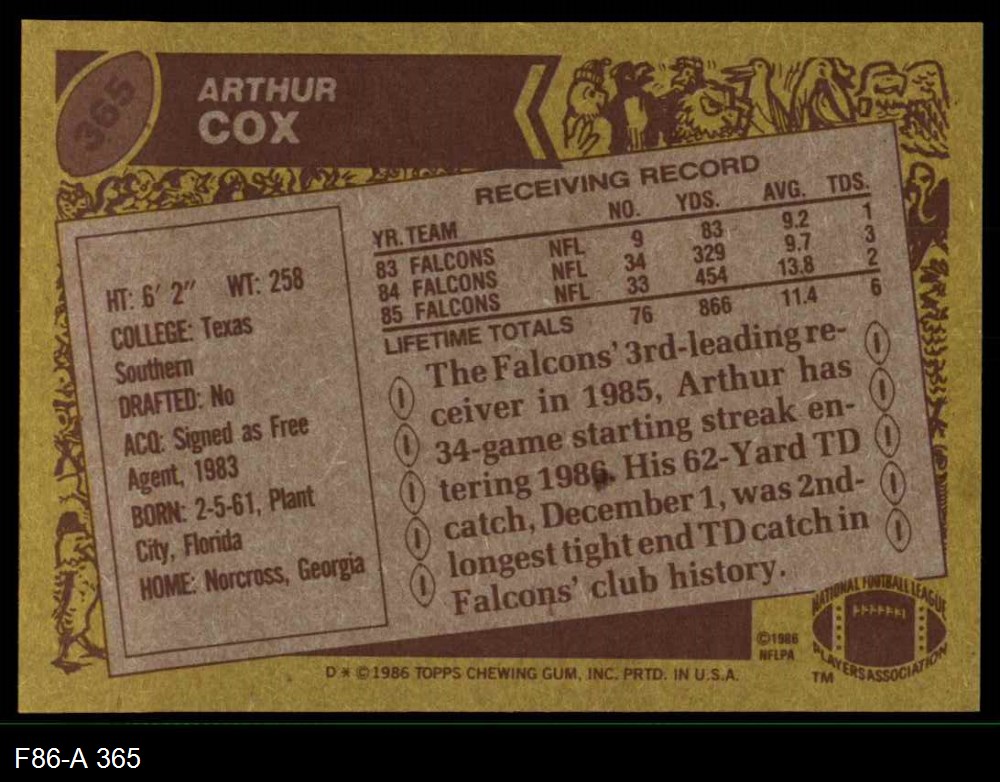 365
ARTHUR
COX
RECEIVING RECORD
YR. TEAM NO. YDS. AVG. TDS.
83 FALCONS NFL 9 83 9.2 1
84 FALCONS NFL 34 329 9.7 3
85 FALCONS NFL 33 454 13.8 2
LIFETIME TOTALS 76 866 11.4 6
HT: 6' 2" WT: 258
COLLEGE: Texas
Southern
DRAFTED: No
ACQ: Signed as Free
Agent, 1983
BORN: 2-5-61, Plant
City, Florida
HOME: Norcross, Georgia
The Falcons' 3rd-leading re-
ceiver in 1985, Arthur has
34-game starting streak en-
tering 1986. His 62-Yard TD
catch, December 1, was 2nd-
longest tight end TD catch in
Falcons' club history.
©1986
NFLPA
NATIONAL FOOTBALL LEAGUE
PLAYERS ASSOCIATION
TM
D * © 1986 TOPPS CHEWING GUM, INC. PRTD. IN U.S.A.
F86-A 365